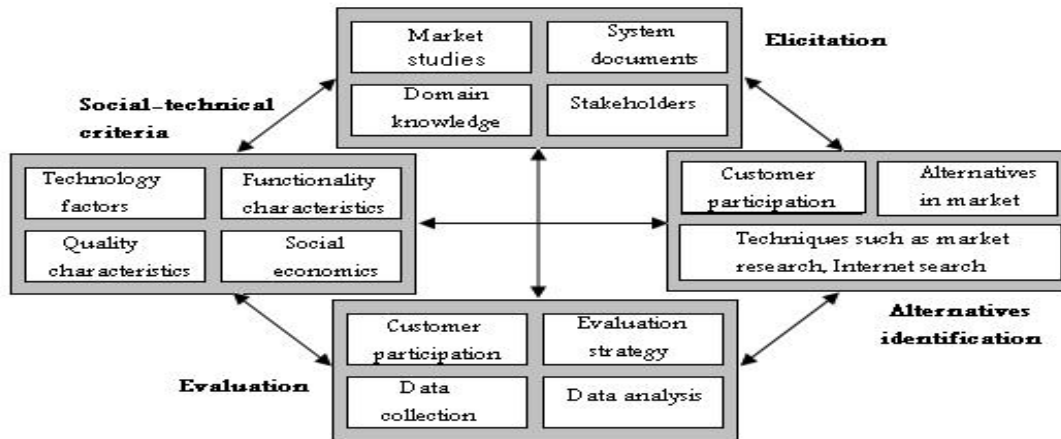 Market
studies
System
documents
Elicitation
Domain
knowledge
Stakeholders
Social-technical
criteria
Technology
factors
Functionality
characteristics
Quality
characteristics
Social
economics
Customer
participation
Alternatives
in market
Techniques such as market
research, Internet search
Alternatives
identification
Customer
participation
Evaluation
strategy
Data
collection
Data analysis
Evaluation